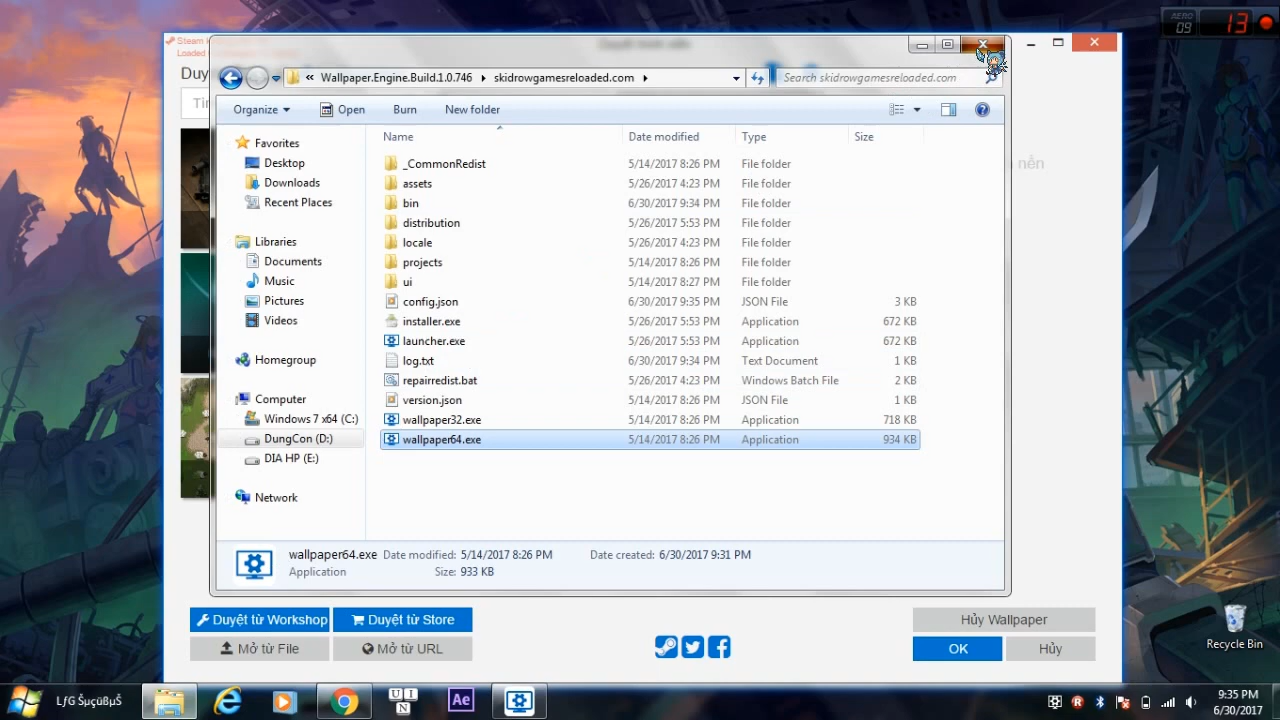 AERO
09
13
Steam
Loaded
Duy
Wallpaper.Engine.Build.1.0.746
skidrowgamesreloaded.com
Search skidrowgamesreloaded.com
Organize
Open
Burn
New folder
Name
Date modified
Type
Size
Favorites
Desktop
Downloads
Recent Places
Libraries
Documents
Music
Pictures
Videos
Homegroup
Computer
Windows 7 x64 (C:)
DungCon (D:)
DIA HP (E:)
Network
_CommonRedist 5/14/2017 8:26 PM File folder
assets 5/26/2017 4:23 PM File folder
bin 6/30/2017 9:34 PM File folder
distribution 5/26/2017 5:53 PM File folder
locale 5/26/2017 4:23 PM File folder
projects 5/14/2017 8:26 PM File folder
ui 5/14/2017 8:27 PM File folder
config.json 6/30/2017 9:35 PM JSON File 3 KB
installer.exe 5/26/2017 5:53 PM Application 672 KB
launcher.exe 5/26/2017 5:53 PM Application 672 KB
log.txt 6/30/2017 9:34 PM Text Document 1 KB
repairredist.bat 5/26/2017 4:23 PM Windows Batch File 2 KB
version.json 5/14/2017 8:26 PM JSON File 1 KB
wallpaper32.exe 5/14/2017 8:26 PM Application 718 KB
wallpaper64.exe 5/14/2017 8:26 PM Application 934 KB
nền
wallpaper64.exe Date modified: 5/14/2017 8:26 PM Date created: 6/30/2017 9:31 PM
Application Size: 933 KB
Duyệt từ Workshop
Duyệt từ Store
Hủy Wallpaper
Mở từ File
Mở từ URL
OK
Hủy
Recycle Bin
LƒG ŠµçüßµŠ
UI
N
Ae
9:35 PM
6/30/2017